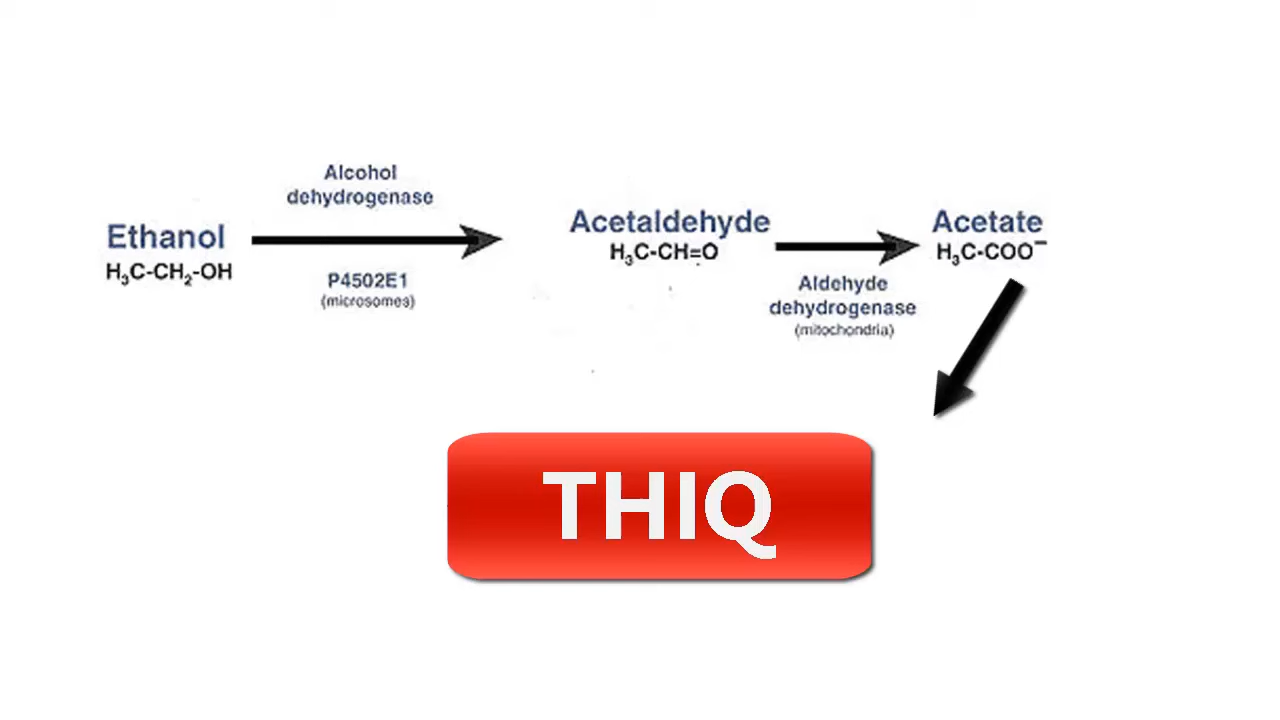 Alcohol
dehydrogenase
Ethanol
H₃C-CH₂-OH
P4502E1
(microsomes)
Acetaldehyde
H₃C-CH=O
Aldehyde
dehydrogenase
(mitochondria)
Acetate
H₃C-COO⁻
THIQ